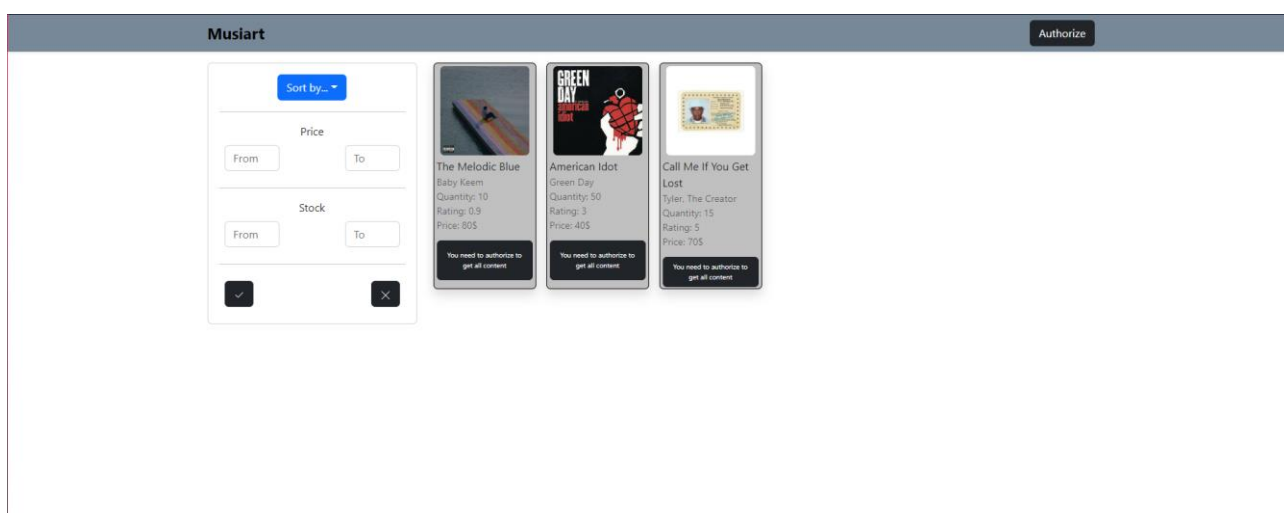 Musiart
Authorize
Sort by...
Price
From
To
Stock
From
To
The Melodic Blue
Baby Keem
Quantity: 10
Rating: 0.9
Price: 80$
You need to authorize to
get all content
GREEN
DAY
american
idiot
American Idot
Green Day
Quantity: 50
Rating: 3
Price: 40$
You need to authorize to
get all content
Call Me If You Get
Lost
Tyler, The Creator
Quantity: 15
Rating: 5
Price: 70$
You need to authorize to
get all content